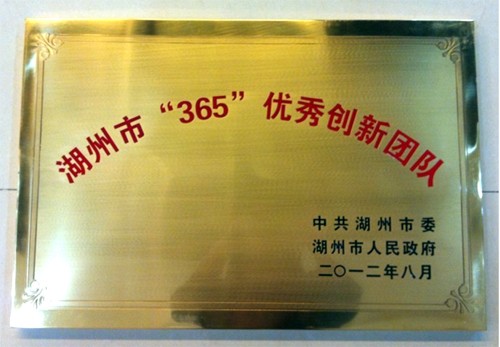 湖州市“365”优秀创新团队
中共湖州市委
湖州市人民政府
二〇一二年八月